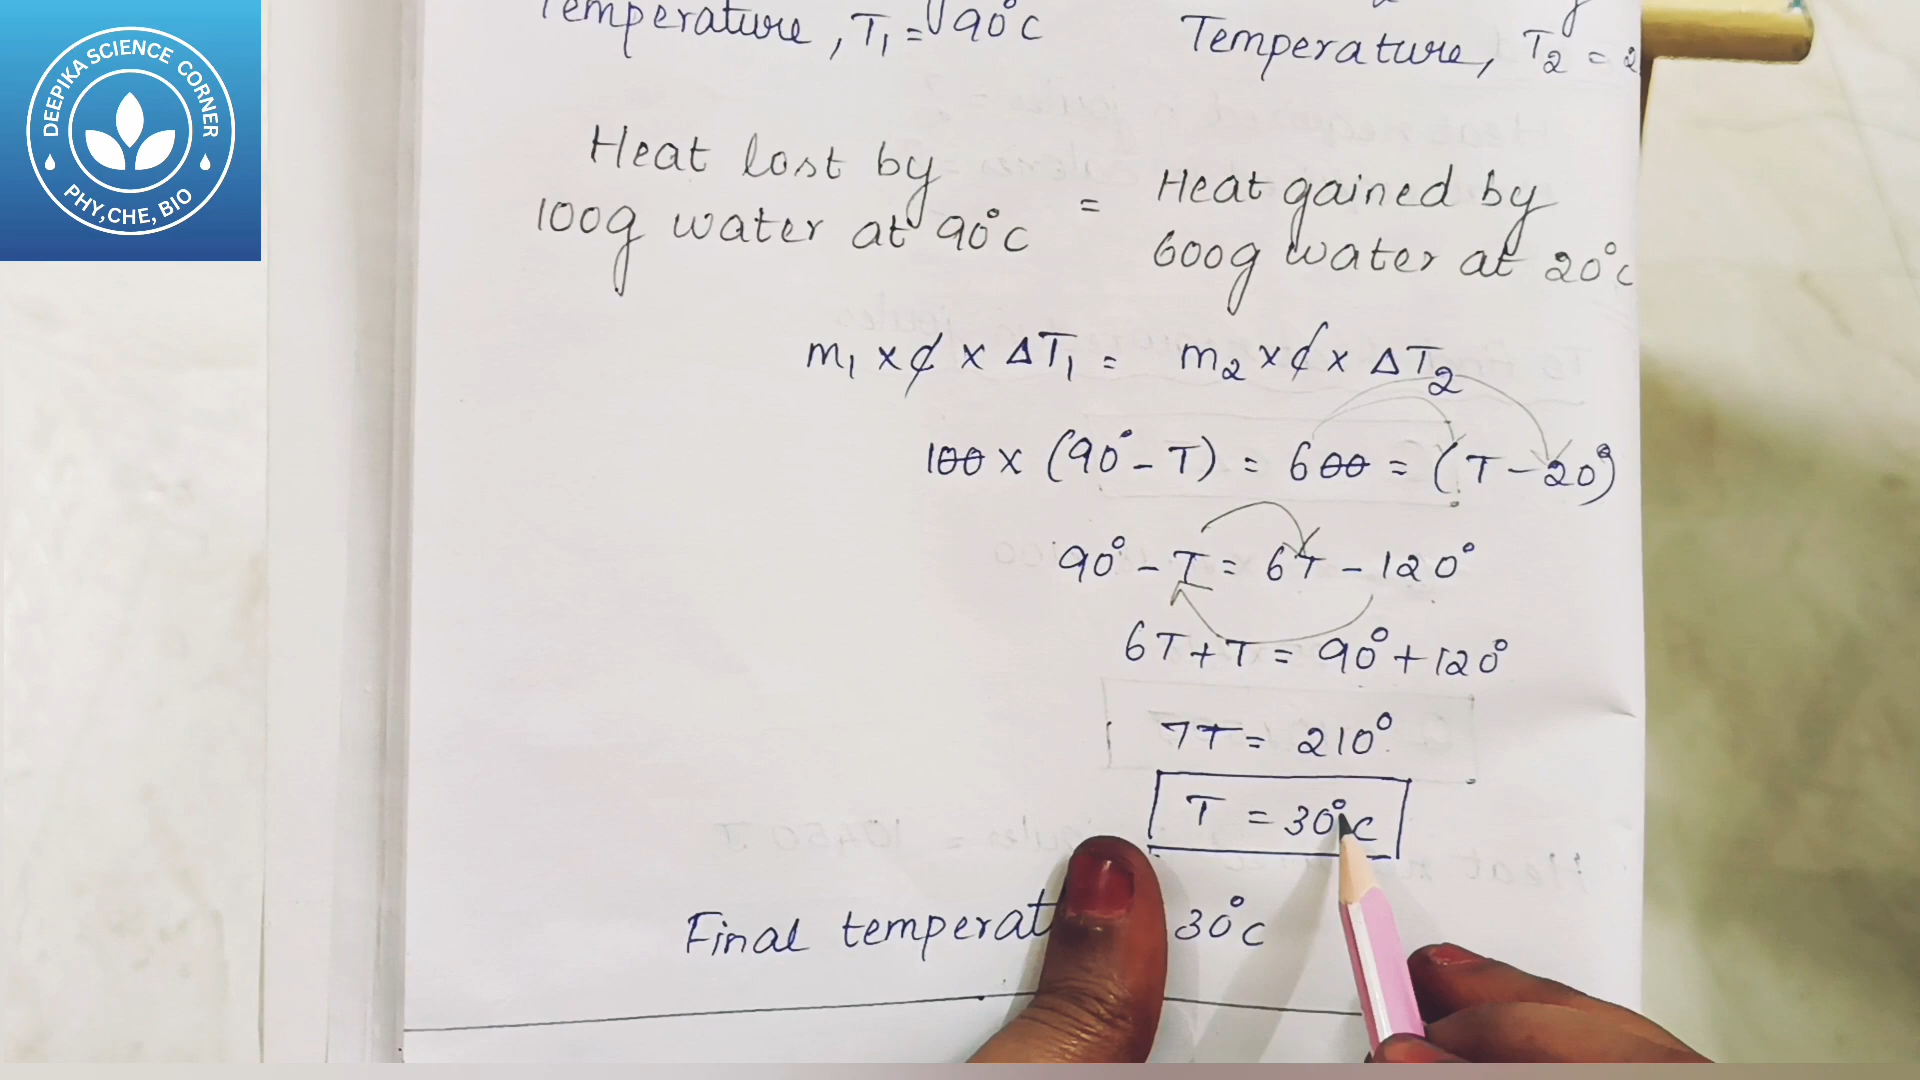 DEEPIKA SCIENCE CORNER
PHY,CHE, BIO
Temperature, T₁ = 90°C
Temperature, T₂ = 2
Heat lost by
100g water at 90°C
=
Heat gained by
600g water at 20°C
m₁ x c x ΔT₁ = m₂ x c x ΔT₂
100 x (90° - T) = 600 = (T - 20°)
90° - T = 6T - 120°
6T + T = 90° + 120°
7T = 210°
T = 30°C
Final temperat 30°C